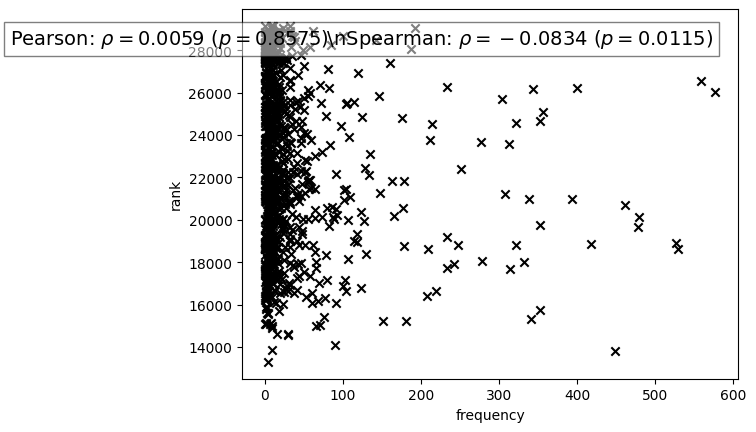 Pearson: ρ = 0.0059 (p = 0.8575)\nSpearman: ρ = −0.0834 (p = 0.0115)
28000
26000
24000
22000
20000
18000
16000
14000
rank
0 100 200 300 400 500 600
frequency